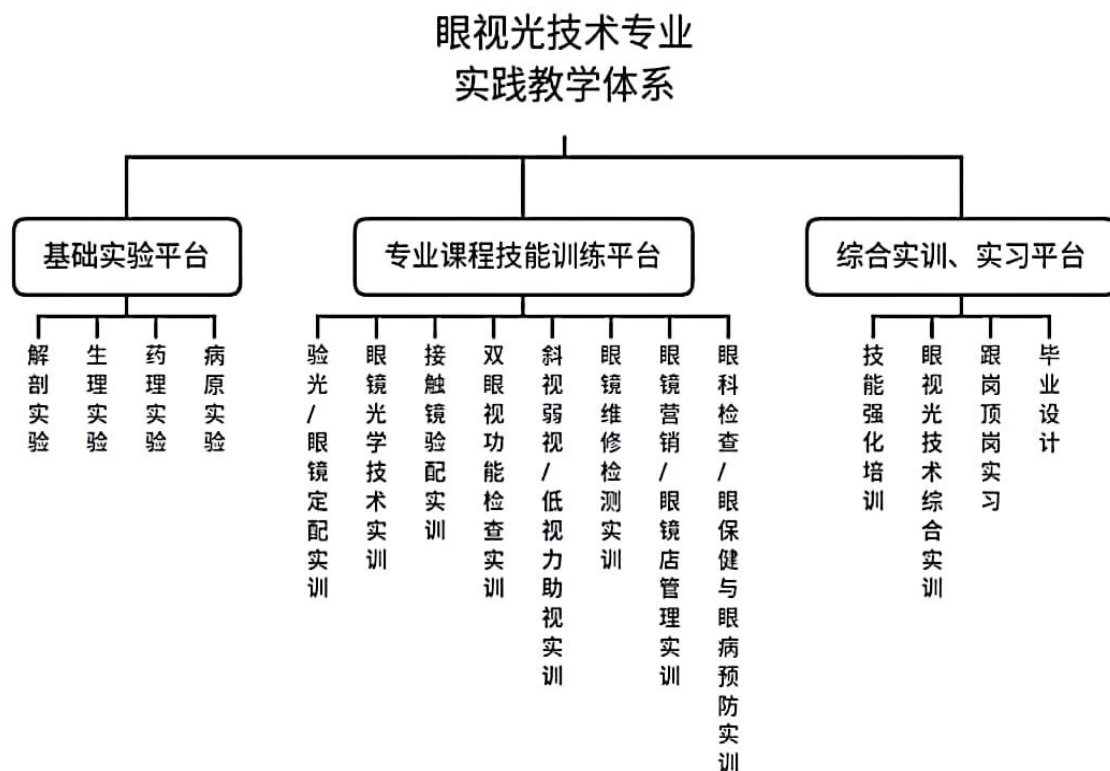 眼视光技术专业
实践教学体系
基础实验平台
专业课程技能训练平台
综合实训、实习平台
解剖实验
生理实验
药理实验
病原实验
验光/眼镜定配实训
眼镜光学技术实训
接触镜验配实训
双眼视功能检查实训
斜视弱视/低视力助视实训
眼镜维修检测实训
眼镜营销/眼镜店管理实训
眼科检查/眼保健与眼病预防实训
技能强化培训
眼视光技术综合实训
跟岗顶岗实习
毕业设计